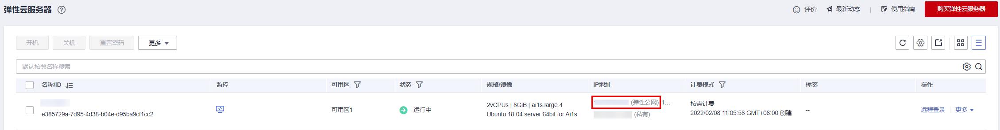 弹性云服务器 ?
评价 最新动态 | 使用指南 购买弹性云服务器
开机 关机 重置密码 更多
默认按照名称搜索
名称/ID 监控 可用区 状态 规格/镜像 IP地址 计费模式 标签 操作
e385729a-7d95-4d38-b04e-d95ba9cf1cc2
可用区1
运行中
2vCPUs | 8GiB | ai1s.large.4
Ubuntu 18.04 server 64bit for Ai1s
(弹性公网) 1...
(私有)
按需计费
2022/02/08 11:05:58 GMT+08:00 创建
--
远程登录 更多